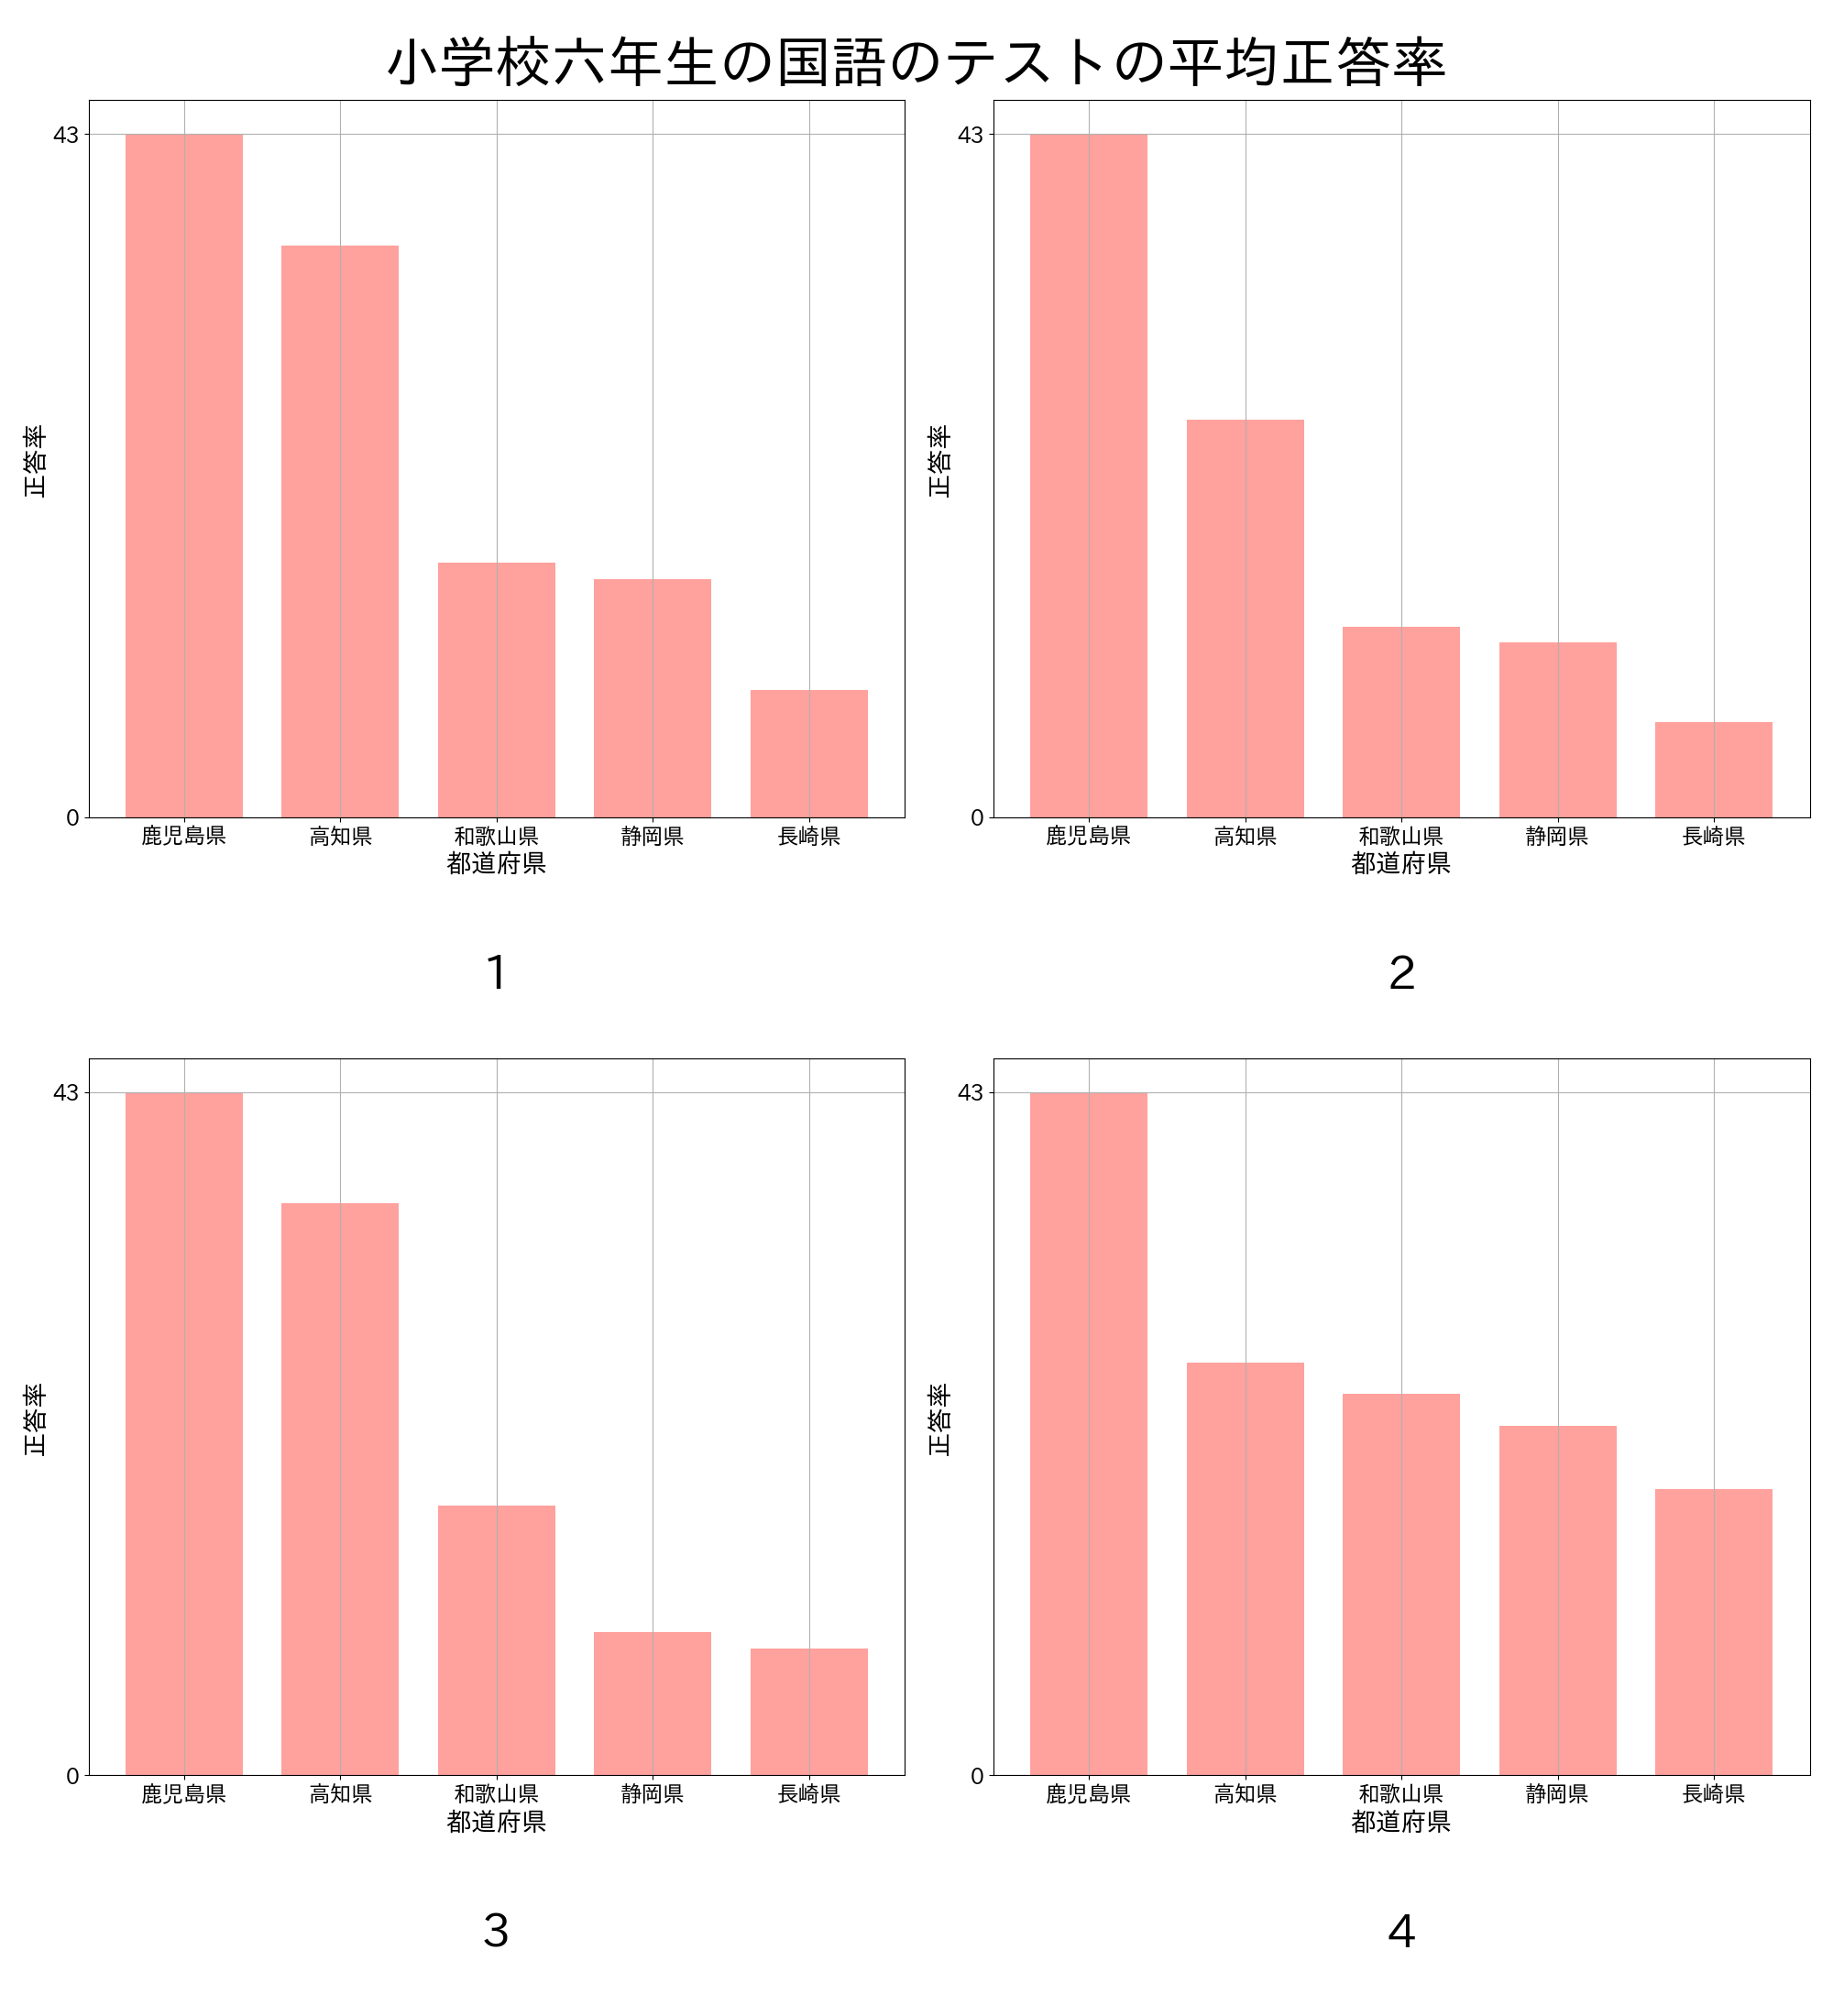 小学校六年生の国語のテストの平均正答率
43
0
正答率
鹿児島県 高知県 和歌山県 静岡県 長崎県
都道府県
1
43
0
正答率
鹿児島県 高知県 和歌山県 静岡県 長崎県
都道府県
2
43
0
正答率
鹿児島県 高知県 和歌山県 静岡県 長崎県
都道府県
3
43
0
正答率
鹿児島県 高知県 和歌山県 静岡県 長崎県
都道府県
4